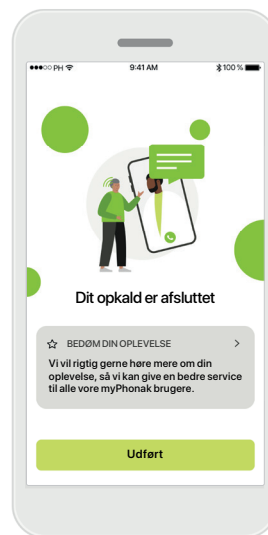 ●●●○○ PH 9:41 AM 100 %
Dit opkald er afsluttet
BEDØM DIN OPLEVELSE
Vi vil rigtig gerne høre mere om din
oplevelse, så vi kan give en bedre service
til alle vore myPhonak brugere.
Udført